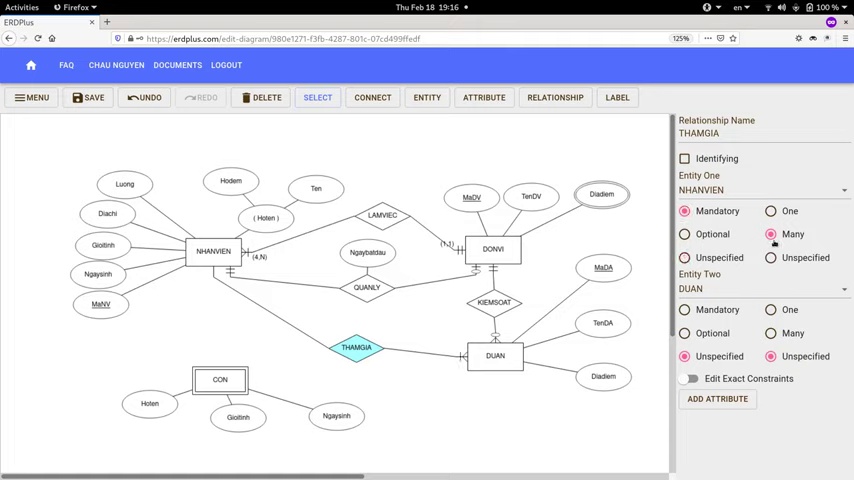 Activities Firefox Thu Feb 18 19:16 en 100 %
ERDPlus
https://erdplus.com/edit-diagram/980e1271-f3fb-4287-801c-07cd499ffedf 125%
FAQ CHAU NGUYEN DOCUMENTS LOGOUT
MENU SAVE UNDO REDO DELETE SELECT CONNECT ENTITY ATTRIBUTE RELATIONSHIP LABEL
Luong
Hodem
Ten
Diachi
( Hoten )
LAMVIEC
MaDV
TenDV
Diadiem
Gioitinh
NHANVIEN
(4,N)
Ngaybatdau
(1,1)
DONVI
Ngaysinh
MaNV
QUANLY
KIEMSOAT
MaDA
TenDA
THAMGIA
DUAN
Diadiem
CON
Hoten
Gioitinh
Ngaysinh
Relationship Name
THAMGIA
Identifying
Entity One
NHANVIEN
Mandatory One
Optional Many
Unspecified Unspecified
Entity Two
DUAN
Mandatory One
Optional Many
Unspecified Unspecified
Edit Exact Constraints
ADD ATTRIBUTE